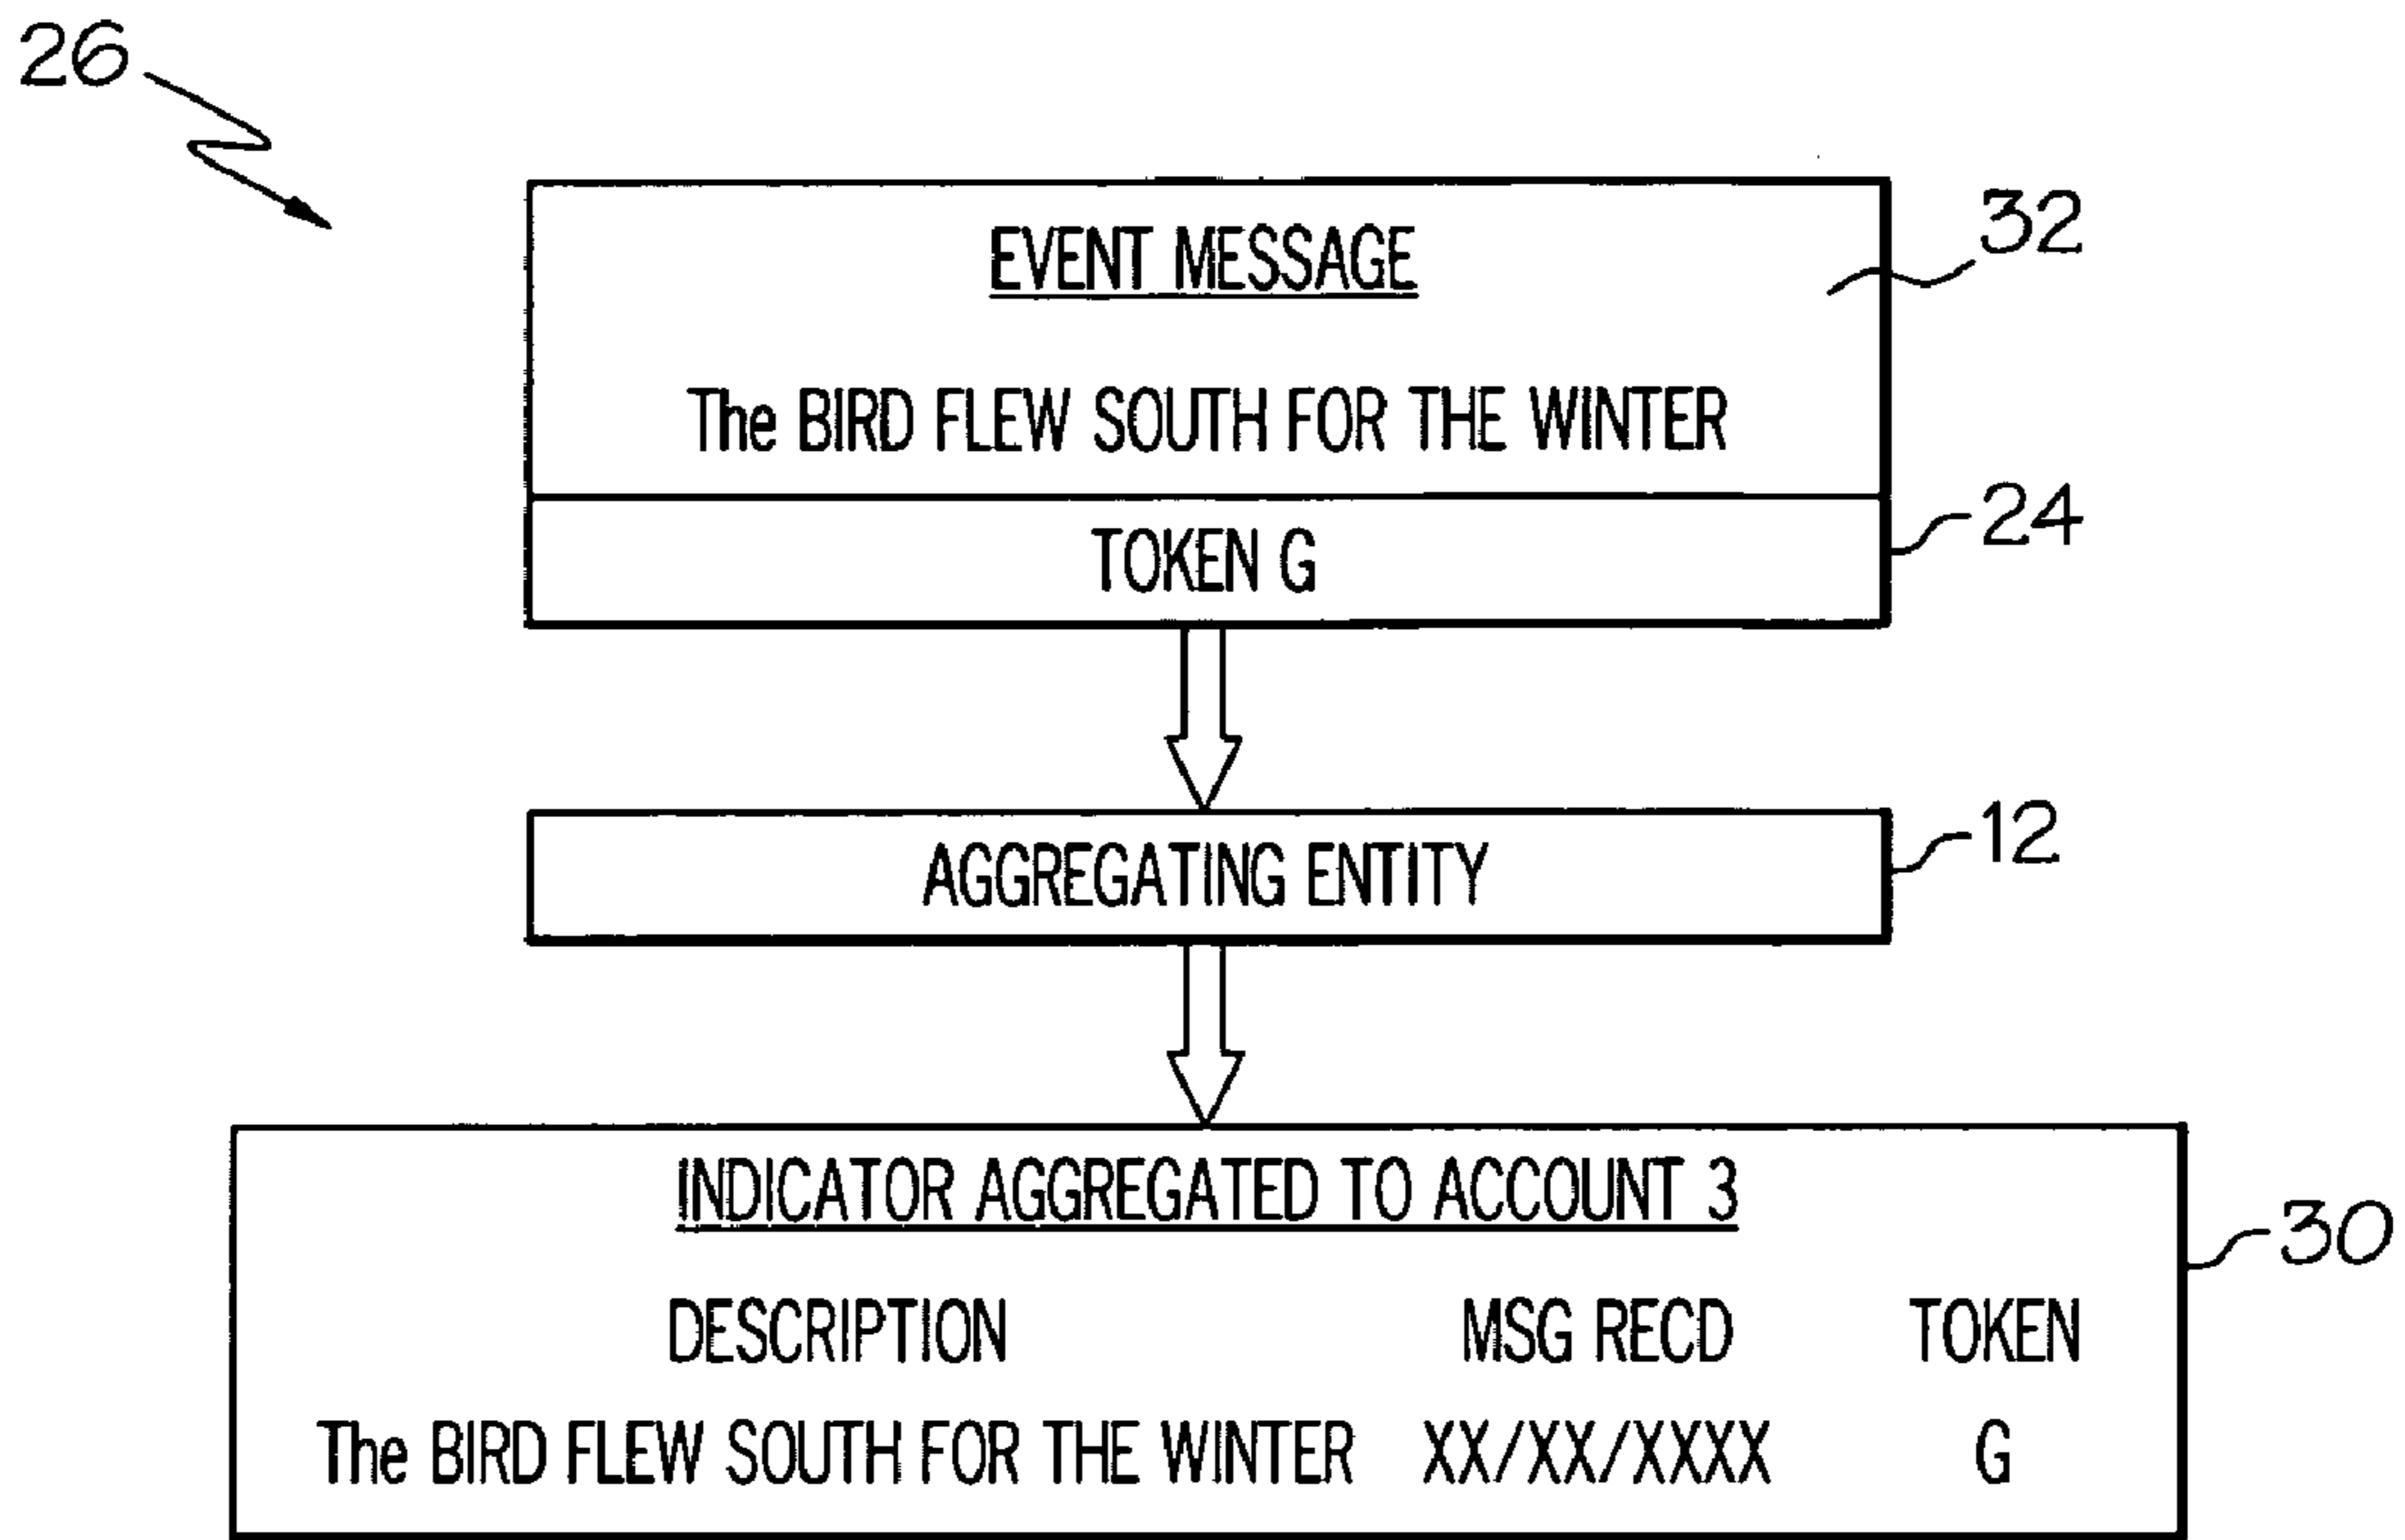 26
EVENT MESSAGE
32
The BIRD FLEW SOUTH FOR THE WINTER
TOKEN G
24
AGGREGATING ENTITY
12
INDICATOR AGGREGATED TO ACCOUNT 3
30
DESCRIPTION MSG RECD TOKEN
The BIRD FLEW SOUTH FOR THE WINTER XX/XX/XXXX G